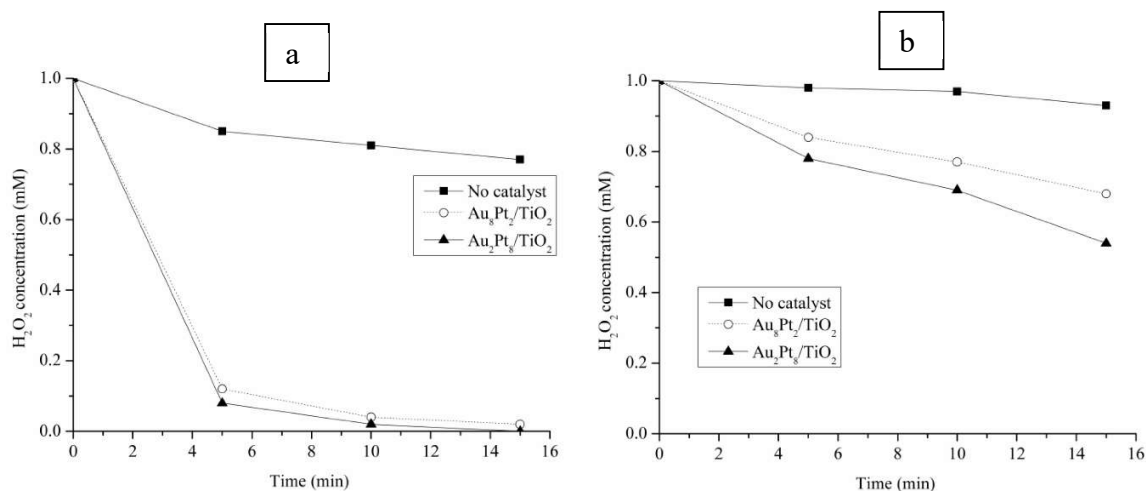 a
1.0
0.8
0.6
0.4
0.2
0.0
H₂O₂ concentration (mM)
No catalyst
Au₈Pt₂/TiO₂
Au₂Pt₈/TiO₂
0 2 4 6 8 10 12 14 16
Time (min)
b
1.0
0.8
0.6
0.4
0.2
0.0
H₂O₂ concentration (mM)
No catalyst
Au₈Pt₂/TiO₂
Au₂Pt₈/TiO₂
0 2 4 6 8 10 12 14 16
Time (min)